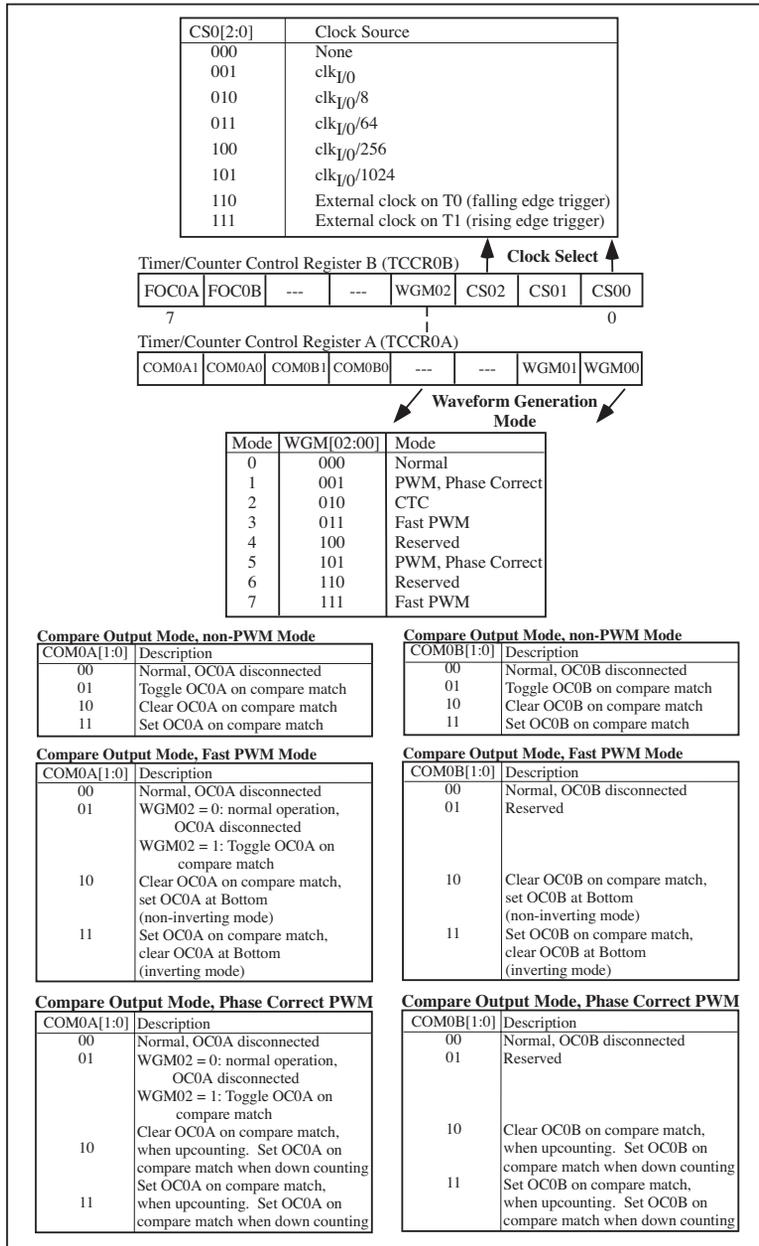 CS0[2:0] Clock Source
000 None
001 clkI/0
010 clkI/0/8
011 clkI/0/64
100 clkI/0/256
101 clkI/0/1024
110 External clock on T0 (falling edge trigger)
111 External clock on T1 (rising edge trigger)
Clock Select
Timer/Counter Control Register B (TCCR0B)
FOC0A FOC0B --- --- WGM02 CS02 CS01 CS00
7 0
Timer/Counter Control Register A (TCCR0A)
COM0A1 COM0A0 COM0B1 COM0B0 --- --- WGM01 WGM00
Waveform Generation
Mode
Mode WGM[02:00] Mode
0 000 Normal
1 001 PWM, Phase Correct
2 010 CTC
3 011 Fast PWM
4 100 Reserved
5 101 PWM, Phase Correct
6 110 Reserved
7 111 Fast PWM
Compare Output Mode, non-PWM Mode
COM0A[1:0] Description
00 Normal, OC0A disconnected
01 Toggle OC0A on compare match
10 Clear OC0A on compare match
11 Set OC0A on compare match
Compare Output Mode, non-PWM Mode
COM0B[1:0] Description
00 Normal, OC0B disconnected
01 Toggle OC0B on compare match
10 Clear OC0B on compare match
11 Set OC0B on compare match
Compare Output Mode, Fast PWM Mode
COM0A[1:0] Description
00 Normal, OC0A disconnected
01 WGM02 = 0: normal operation,
OC0A disconnected
WGM02 = 1: Toggle OC0A on
compare match
10 Clear OC0A on compare match,
set OC0A at Bottom
(non-inverting mode)
11 Set OC0A on compare match,
clear OC0A at Bottom
(inverting mode)
Compare Output Mode, Fast PWM Mode
COM0B[1:0] Description
00 Normal, OC0B disconnected
01 Reserved
10 Clear OC0B on compare match,
set OC0B at Bottom
(non-inverting mode)
11 Set OC0B on compare match,
clear OC0B at Bottom
(inverting mode)
Compare Output Mode, Phase Correct PWM
COM0A[1:0] Description
00 Normal, OC0A disconnected
01 WGM02 = 0: normal operation,
OC0A disconnected
WGM02 = 1: Toggle OC0A on
compare match
Clear OC0A on compare match,
10 when upcounting. Set OC0A on
compare match when down counting
Set OC0A on compare match,
11 when upcounting. Set OC0A on
compare match when down counting
Compare Output Mode, Phase Correct PWM
COM0B[1:0] Description
00 Normal, OC0B disconnected
01 Reserved
10 Clear OC0B on compare match,
when upcounting. Set OC0B on
compare match when down counting
11 Set OC0B on compare match,
when upcounting. Set OC0B on
compare match when down counting